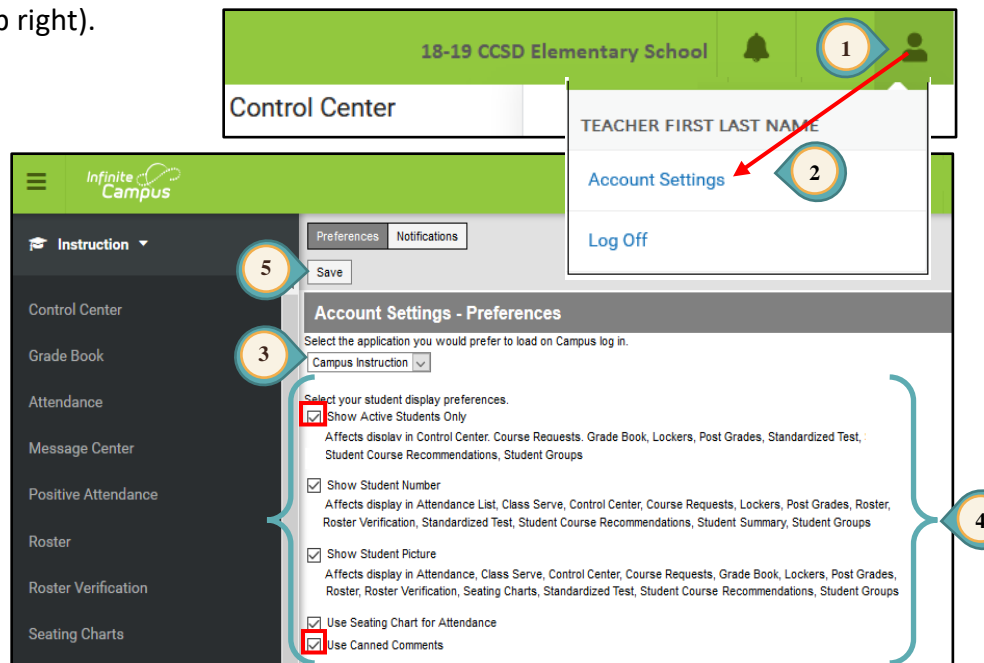 p right).
18-19 CCSD Elementary School
1
Control Center
TEACHER FIRST LAST NAME
Account Settings
2
Log Off
Infinite
Campus
Instruction
Preferences Notifications
5
Save
Control Center
Account Settings - Preferences
Select the application you would prefer to load on Campus log in.
Grade Book
3
Campus Instruction
Attendance
Select your student display preferences.
Show Active Students Only
Affects display in Control Center. Course Requests. Grade Book, Lockers, Post Grades, Standardized Test,
Student Course Recommendations, Student Groups
Message Center
Show Student Number
Affects display in Attendance List, Class Serve, Control Center, Course Requests, Lockers, Post Grades, Roster,
Roster Verification, Standardized Test, Student Course Recommendations, Student Summary, Student Groups
Positive Attendance
4
Roster
Show Student Picture
Affects display in Attendance, Class Serve, Control Center, Course Requests, Grade Book, Lockers, Post Grades,
Roster, Roster Verification, Seating Charts, Standardized Test, Student Course Recommendations, Student Groups
Roster Verification
Use Seating Chart for Attendance
Seating Charts
Use Canned Comments